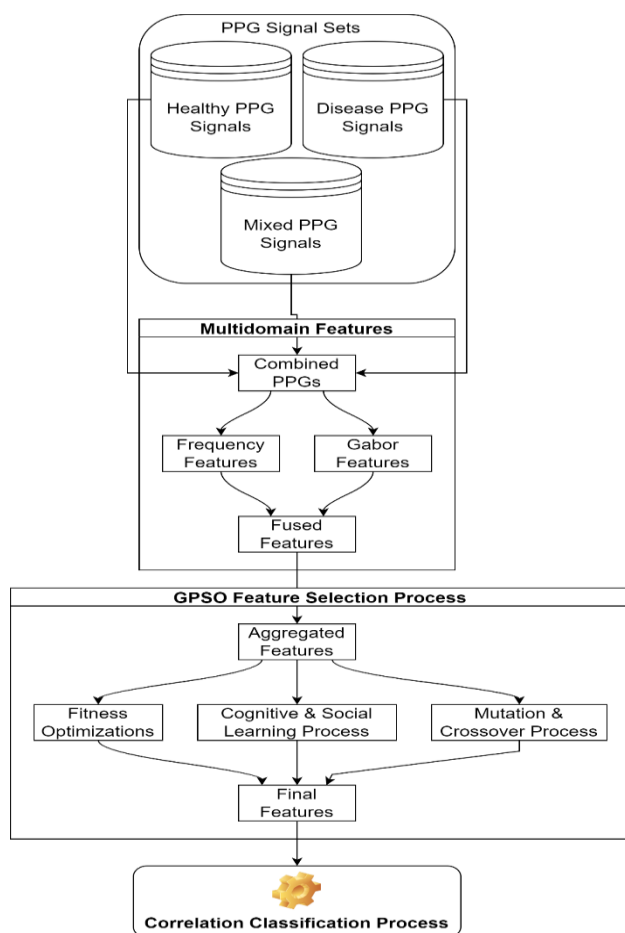 PPG Signal Sets
Healthy PPG
Signals
Disease PPG
Signals
Mixed PPG
Signals
Multidomain Features
Combined
PPGs
Frequency
Features
Gabor
Features
Fused
Features
GPSO Feature Selection Process
Aggregated
Features
Fitness
Optimizations
Cognitive & Social
Learning Process
Mutation &
Crossover Process
Final
Features
Correlation Classification Process